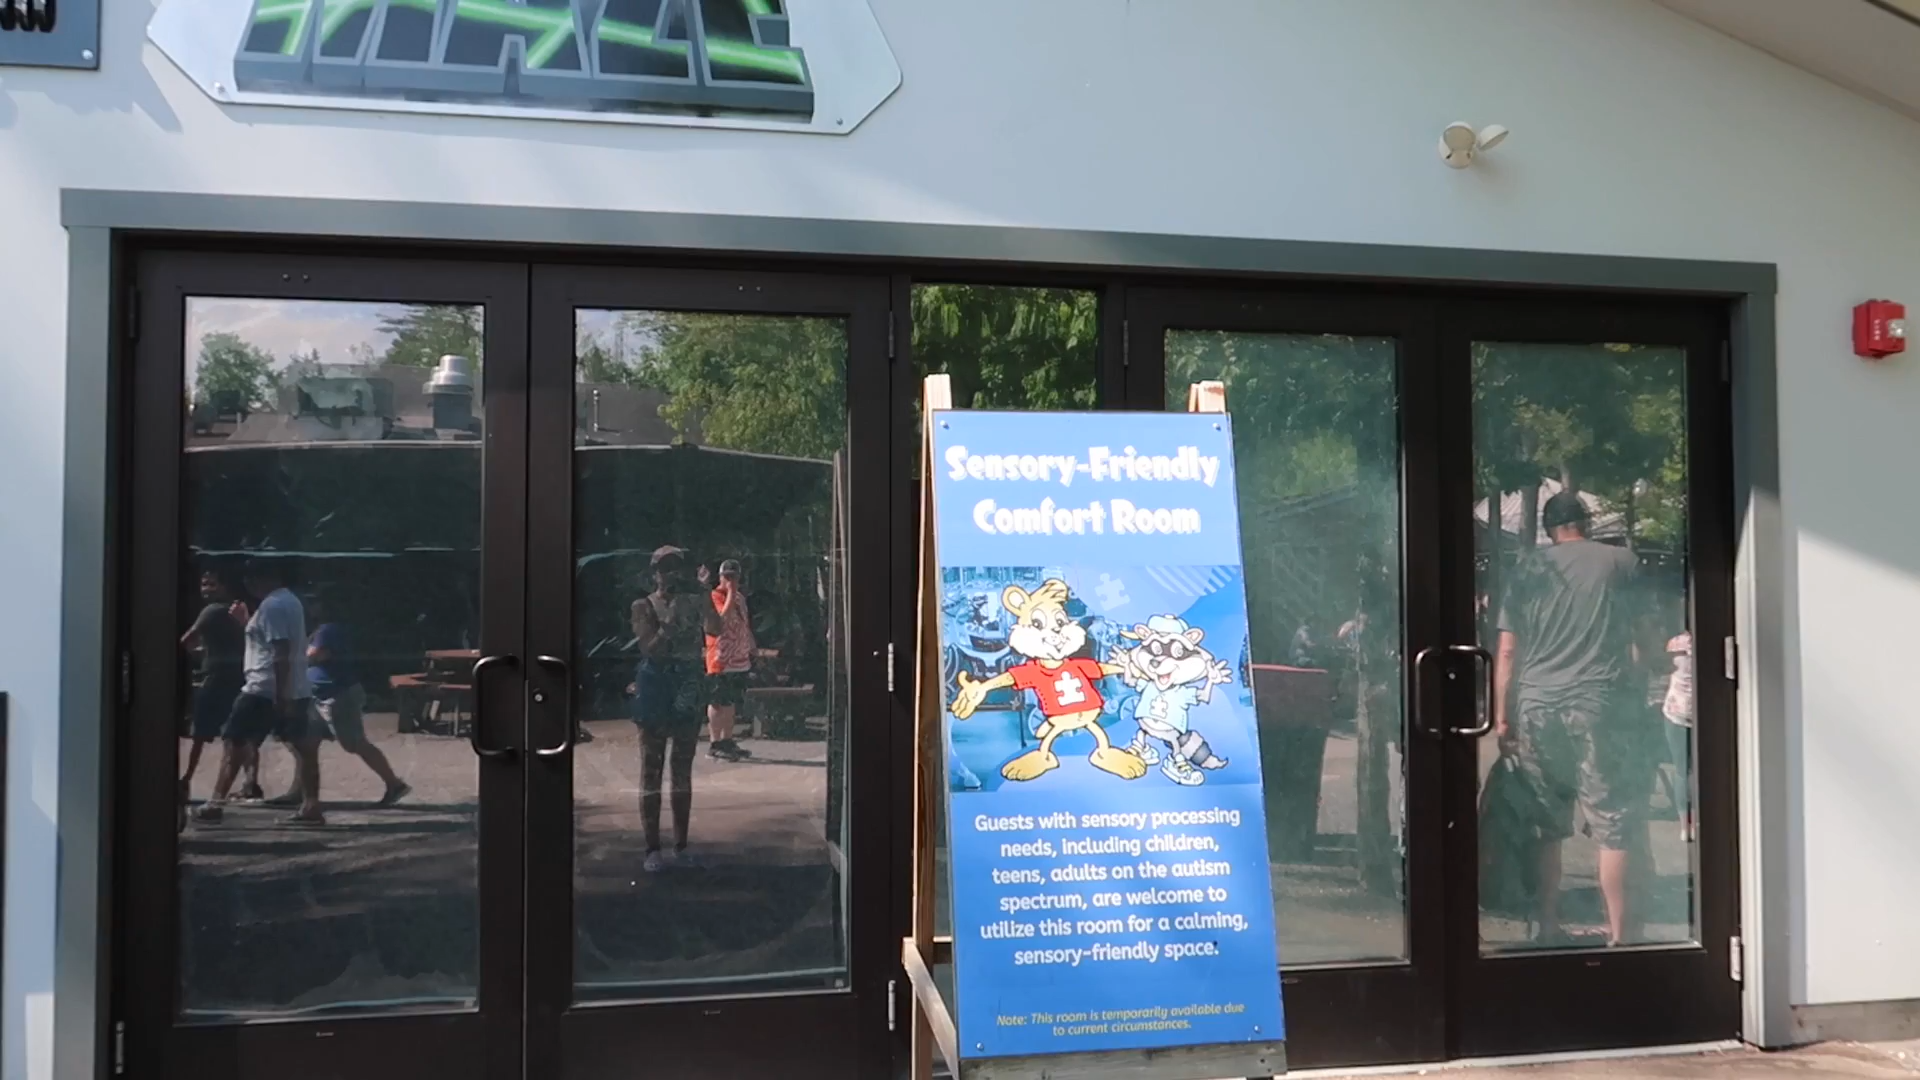 MAZE
Sensory-Friendly
Comfort Room
Guests with sensory processing
needs, including children,
teens, adults on the autism
spectrum, are welcome to
utilize this room for a calming,
sensory-friendly space.
Note: This room is temporarily available due
to current circumstances.